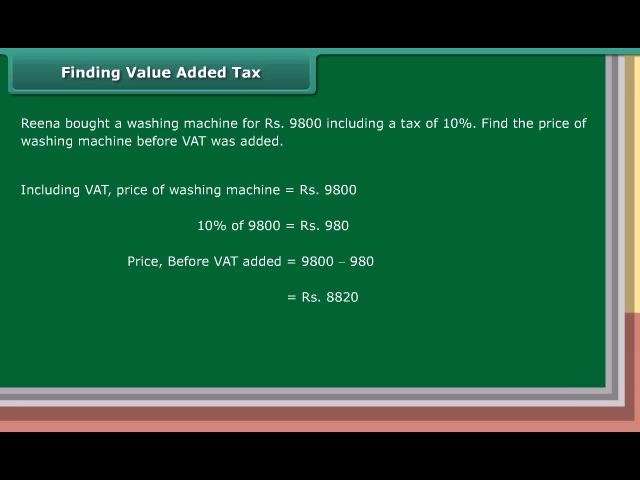 Finding Value Added Tax
Reena bought a washing machine for Rs. 9800 including a tax of 10%. Find the price of
washing machine before VAT was added.
Including VAT, price of washing machine = Rs. 9800
10% of 9800 = Rs. 980
Price, Before VAT added = 9800 – 980
= Rs. 8820